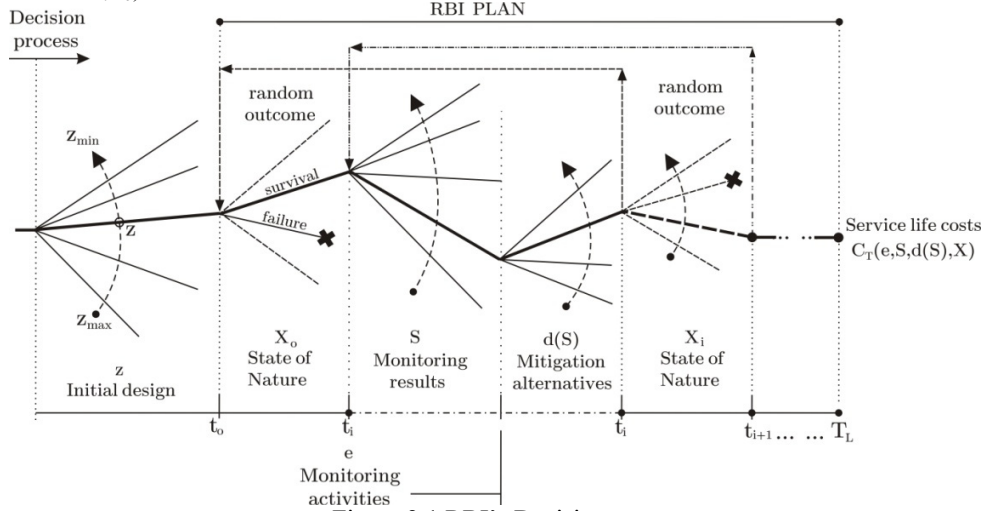 RBI PLAN
Decision
process
random
outcome
random
outcome
z_min
survival
failure
z
z_max
Service life costs
C_T(e,S,d(S),X)
X_o
State of
Nature
S
Monitoring
results
d(S)
Mitigation
alternatives
X_i
State of
Nature
z
Initial design
t_o
t_i
t_i
t_{i+1} ... ... T_L
e
Monitoring
activities